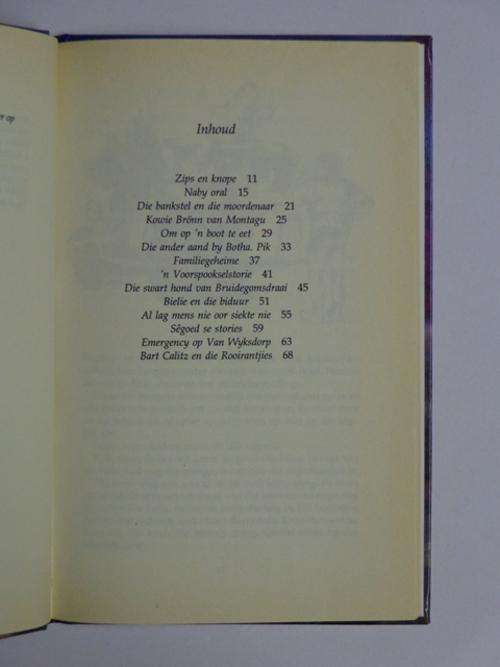 op
Inhoud
Zips en knope 11
Naby oral 15
Die bankstel en die moordenaar 21
Kowie Brönn van Montagu 25
Om op 'n boot te eet 29
Die ander aand by Botha. Pik 33
Familiegeheime 37
'n Voorspookselstorie 41
Die swart hond van Bruidegomsdraai 45
Bielie en die biduur 51
Al lag mens nie oor siekte nie 55
Sêgoed se stories 59
Emergency op Van Wyksdorp 63
Bart Calitz en die Rooirantjies 68